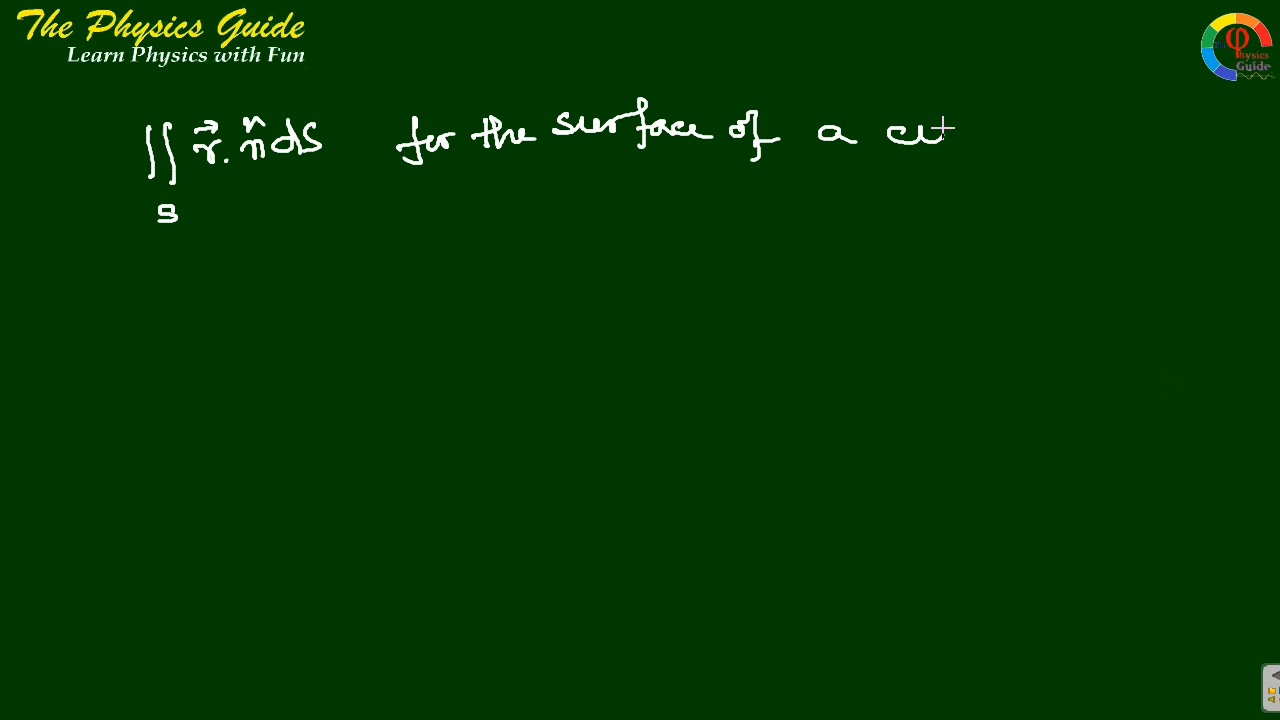 The Physics Guide
Learn Physics with Fun
φ
Physics
Guide
∬ r⃗ . n̂ dS for the surface of a cu
S